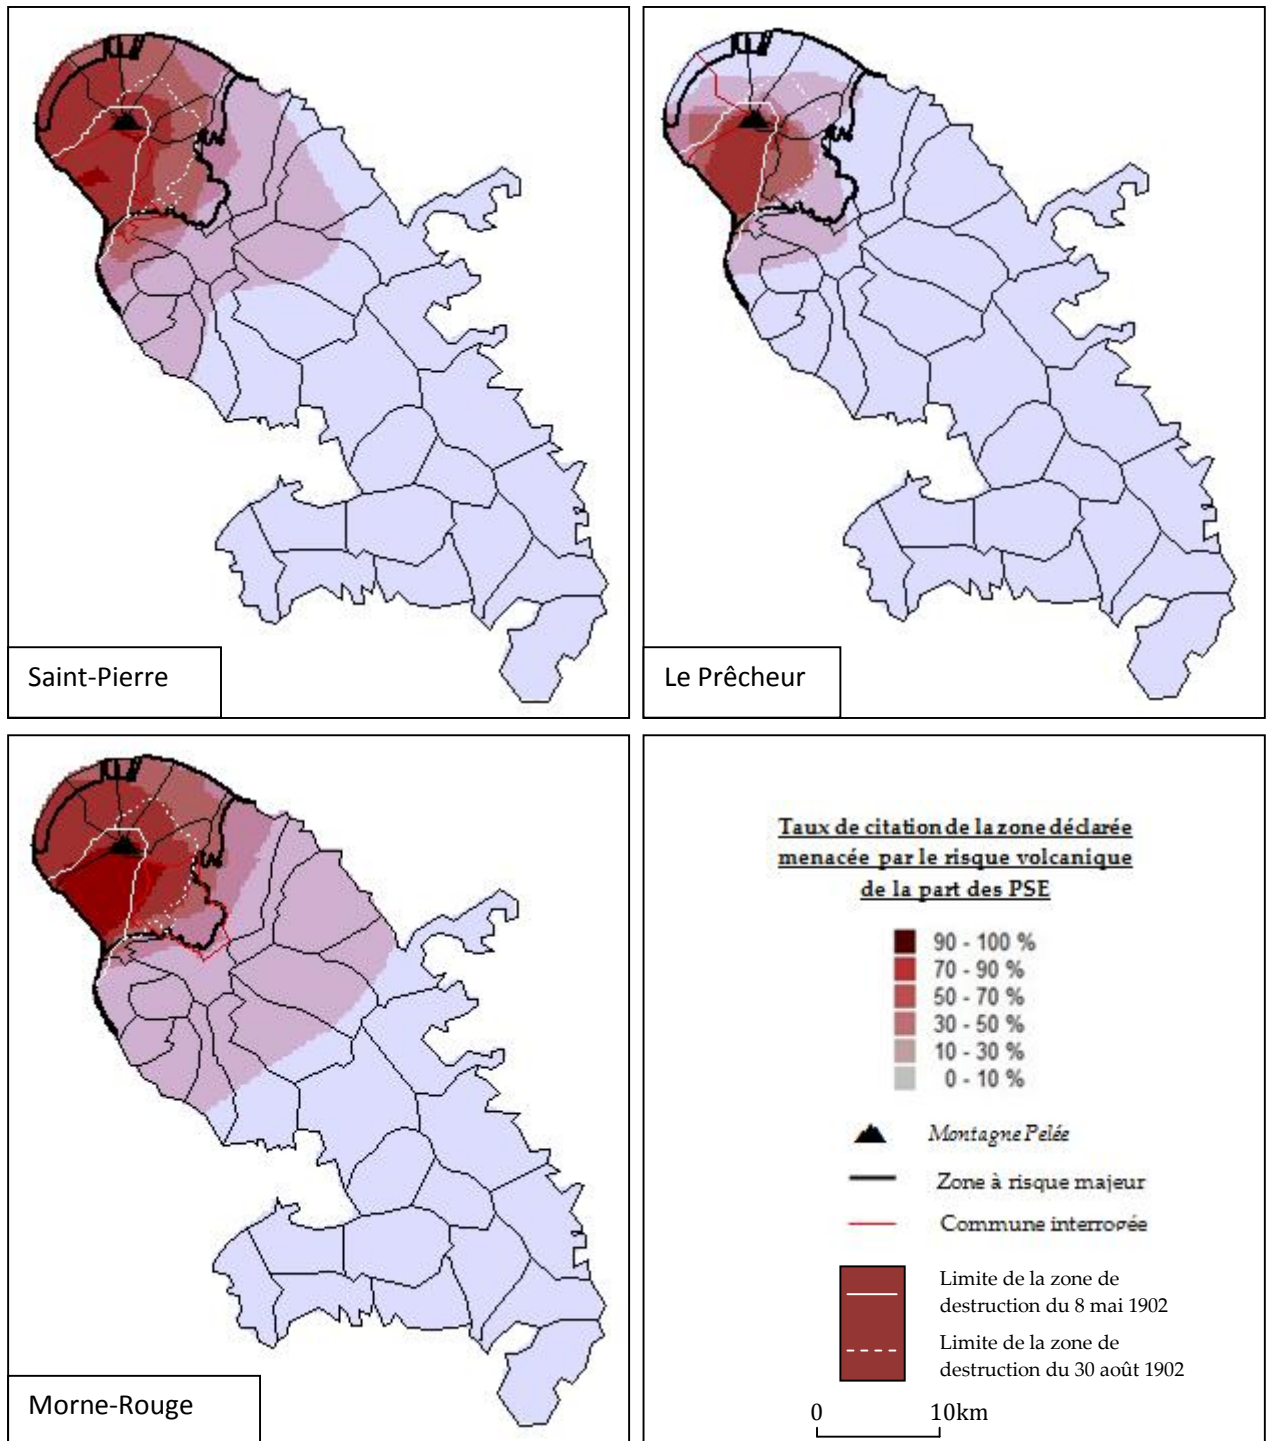 Saint-Pierre
Le Prêcheur
Morne-Rouge
Taux de citation de la zone déclarée
menacée par le risque volcanique
de la part des PSE
90 - 100 %
70 - 90 %
50 - 70 %
30 - 50 %
10 - 30 %
0 - 10 %
Montagne Pelée
Zone à risque majeur
Commune interrogée
Limite de la zone de
destruction du 8 mai 1902
Limite de la zone de
destruction du 30 août 1902
0 10km